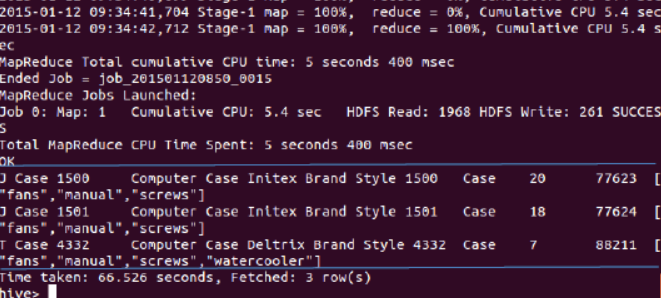 2015-01-12 09:34:41,704 Stage-1 map = 100%,  reduce = 0%, Cumulative CPU 5.4 sec
2015-01-12 09:34:42,712 Stage-1 map = 100%,  reduce = 100%, Cumulative CPU 5.4 s
ec
MapReduce Total cumulative CPU time: 5 seconds 400 msec
Ended Job = job_201501120850_0015
MapReduce Jobs Launched:
Job 0: Map: 1   Cumulative CPU: 5.4 sec   HDFS Read: 1968 HDFS Write: 261 SUCCES
S
Total MapReduce CPU Time Spent: 5 seconds 400 msec
OK
J Case 1500	Computer Case Initex Brand Style 1500	Case	20	77623	[
"fans","manual","screws"]
J Case 1501	Computer Case Initex Brand Style 1501	Case	18	77624	[
"fans","manual","screws"]
T Case 4332	Computer Case Deltrix Brand Style 4332	Case	7	88211	[
"fans","manual","screws","watercooler"]
Time taken: 66.526 seconds, Fetched: 3 row(s)
hive>